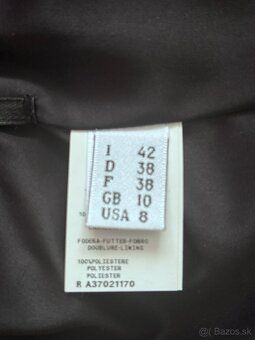 I 42
D 38
F 38
GB 10
USA 8
10
FODERA-FUTTER-FORRO
DOUBLURE-LINING
100%POLIESTERE
POLYESTER
POLIESTER
R A37021170
bazos.sk